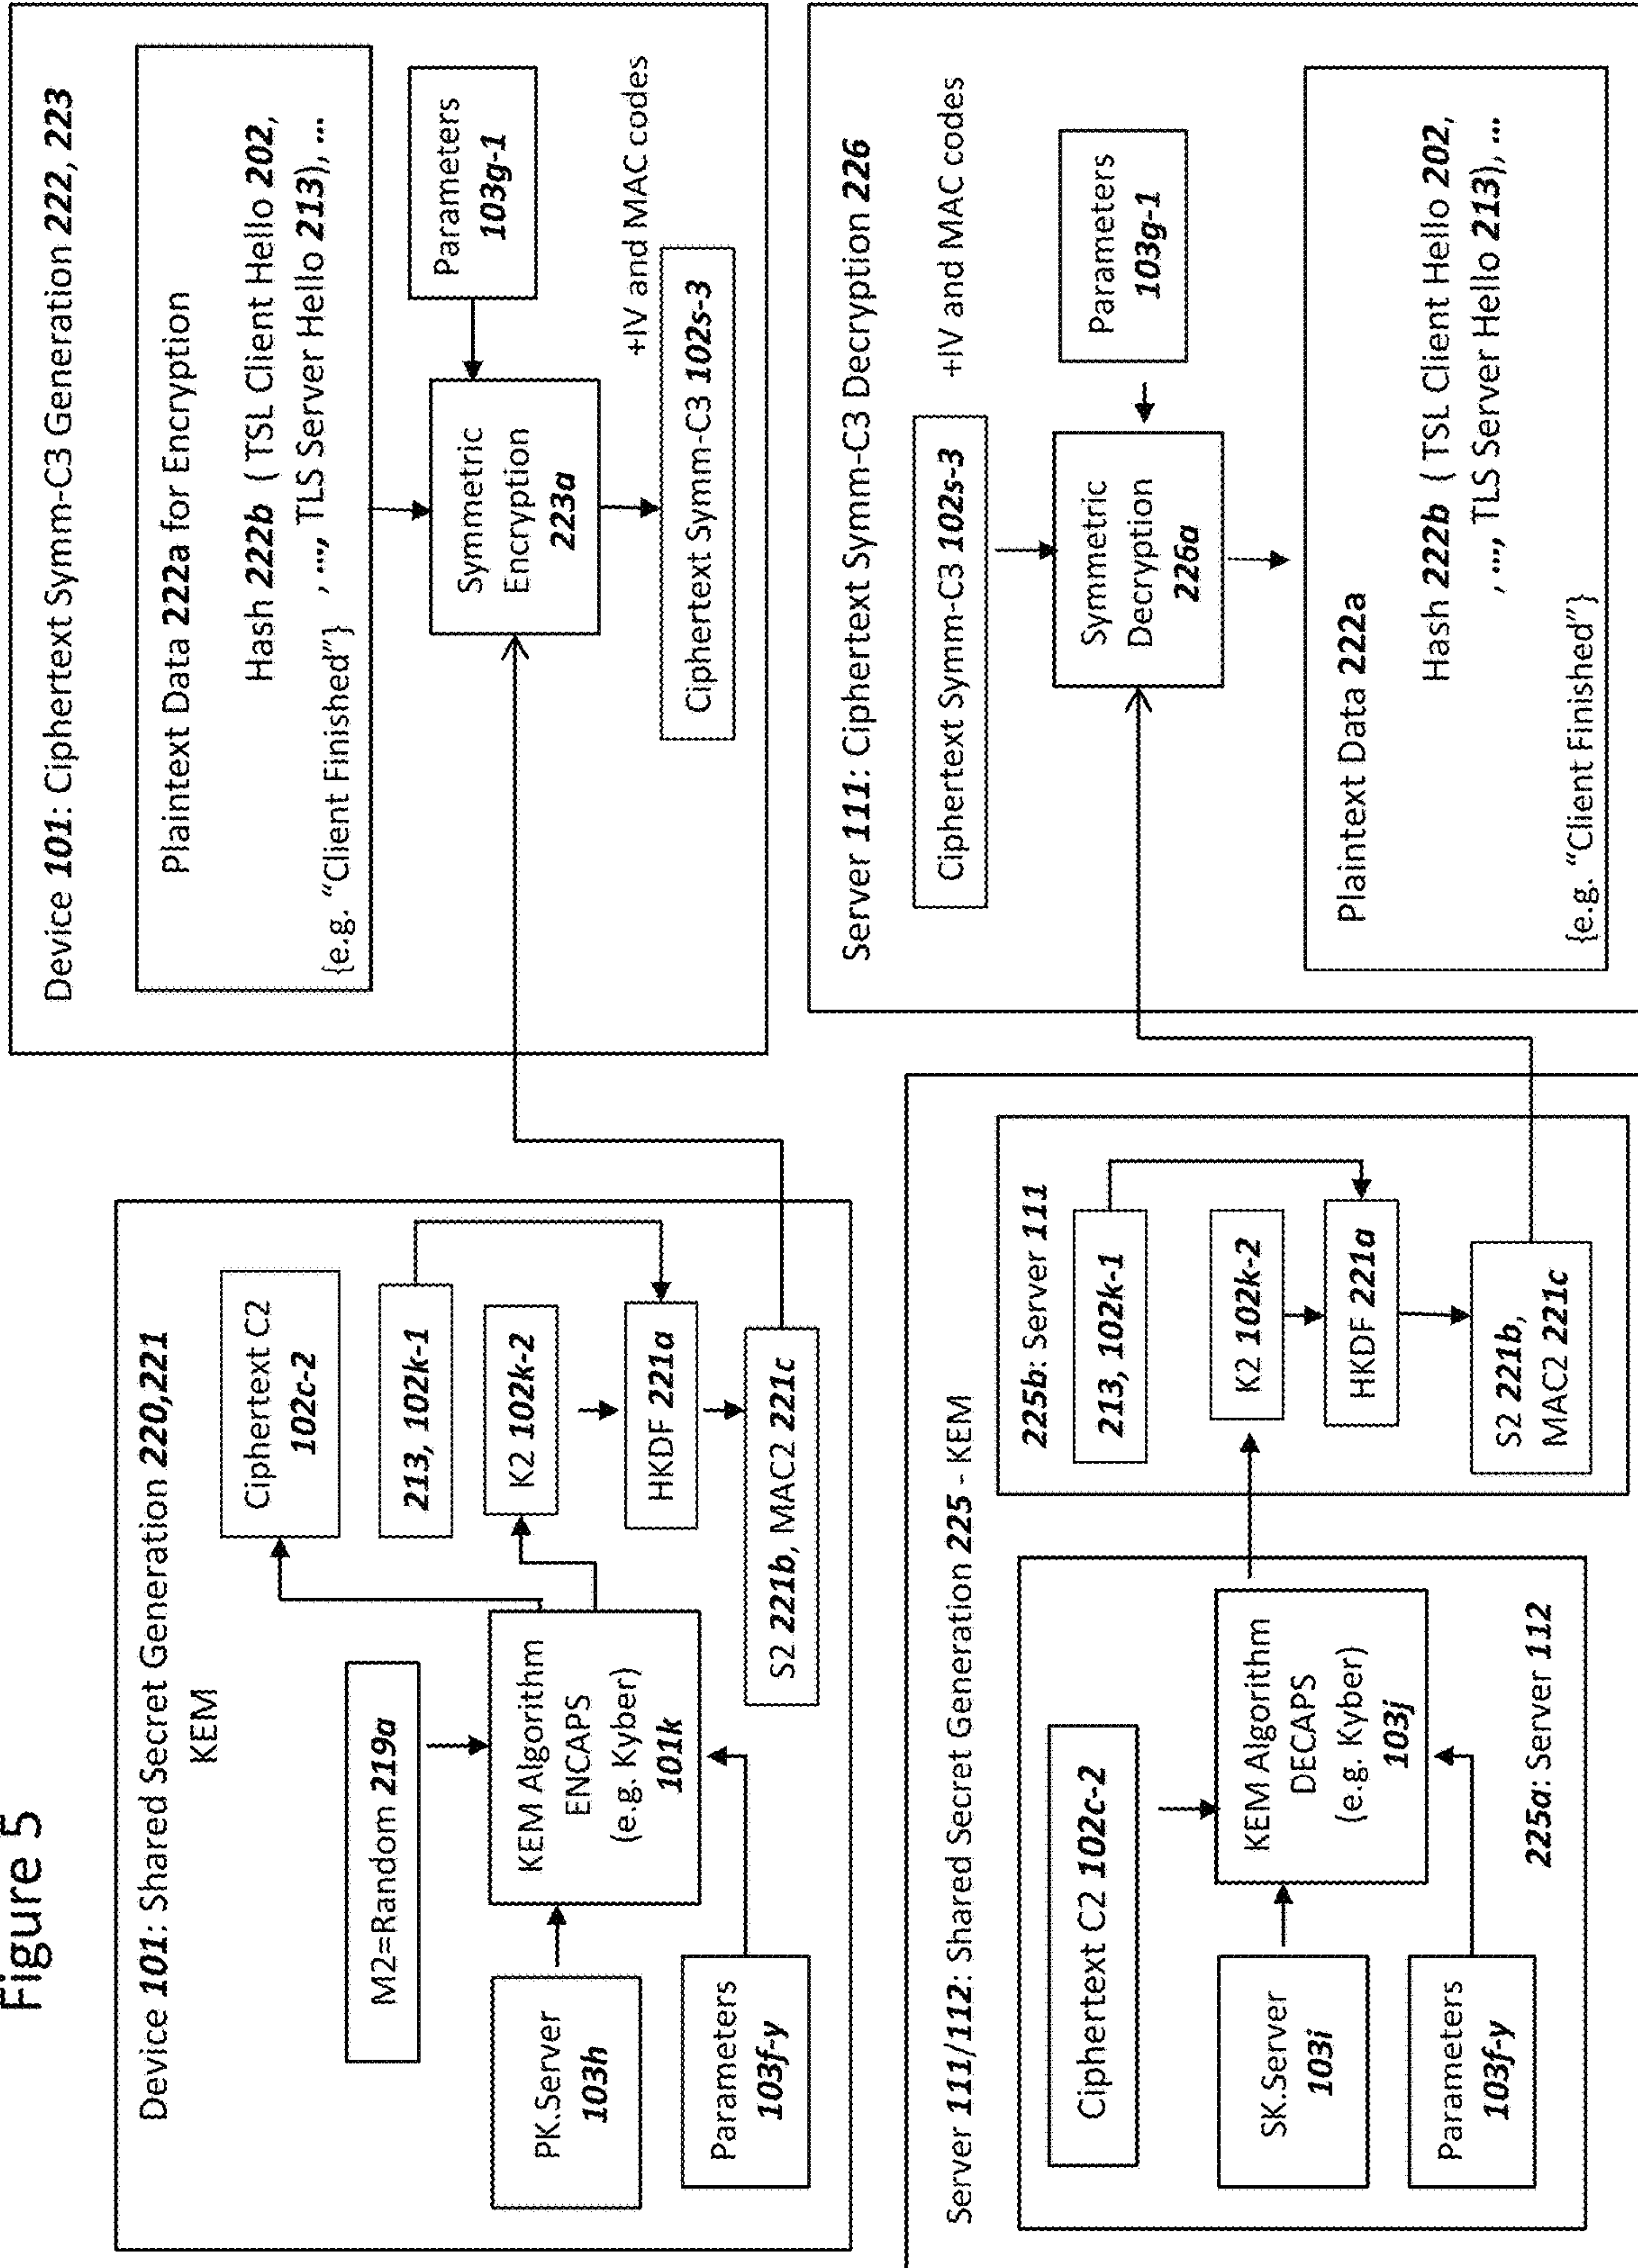 Figure 5
Device 101: Shared Secret Generation 220,221
KEM
M2=Random 219a
PK.Server
103h
Parameters
103f-y
KEM Algorithm
ENCAPS
(e.g. Kyber)
101k
Ciphertext C2
102c-2
213, 102k-1
K2 102k-2
HKDF 221a
S2 221b, MAC2 221c
Device 101: Ciphertext Symm-C3 Generation 222, 223
Plaintext Data 222a for Encryption
Hash 222b ( TSL Client Hello 202,
, ..., TLS Server Hello 213), ...
{e.g. “Client Finished”}
Symmetric
Encryption
223a
Parameters
103g-1
+IV and MAC codes
Ciphertext Symm-C3 102s-3
Server 111/112: Shared Secret Generation 225 - KEM
Ciphertext C2 102c-2
SK.Server
103i
Parameters
103f-y
KEM Algorithm
DECAPS
(e.g. Kyber)
103j
225a: Server 112
225b: Server 111
213, 102k-1
K2 102k-2
HKDF 221a
S2 221b,
MAC2 221c
Server 111: Ciphertext Symm-C3 Decryption 226
Ciphertext Symm-C3 102s-3
+IV and MAC codes
Symmetric
Decryption
226a
Parameters
103g-1
Plaintext Data 222a
Hash 222b ( TSL Client Hello 202,
, ..., TLS Server Hello 213), ...
{e.g. “Client Finished”}